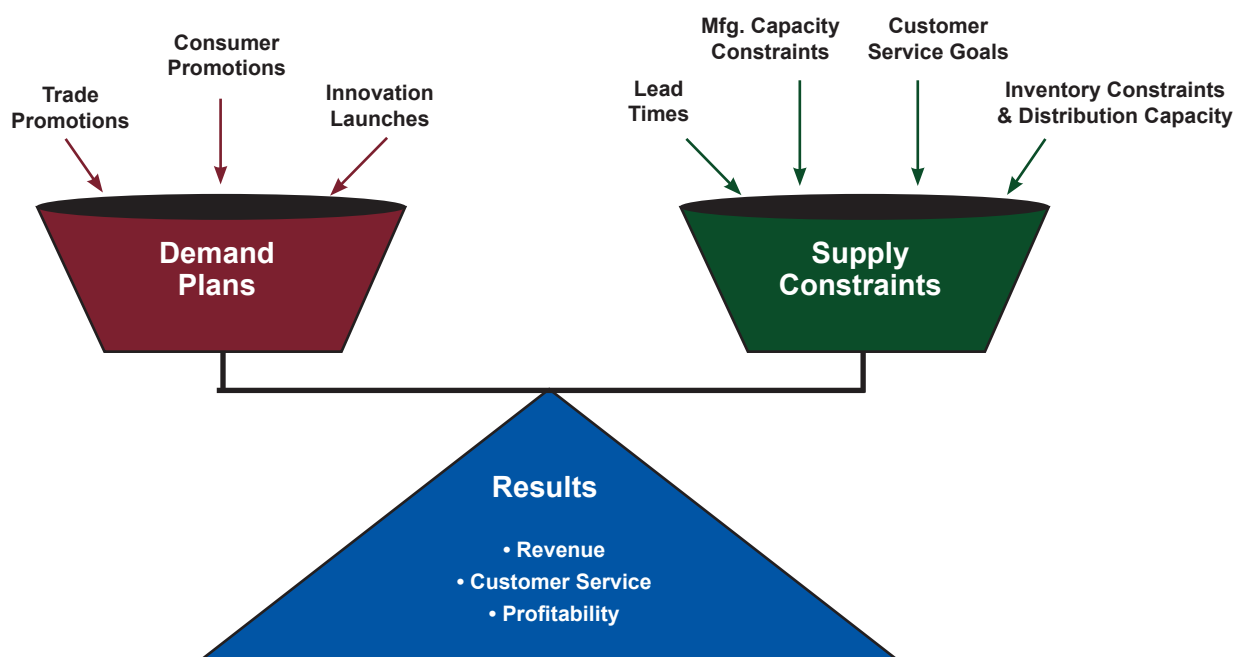 Trade
Promotions
Consumer
Promotions
Innovation
Launches
Lead
Times
Mfg. Capacity
Constraints
Customer
Service Goals
Inventory Constraints
& Distribution Capacity
Demand
Plans
Supply
Constraints
Results
• Revenue
• Customer Service
• Profitability